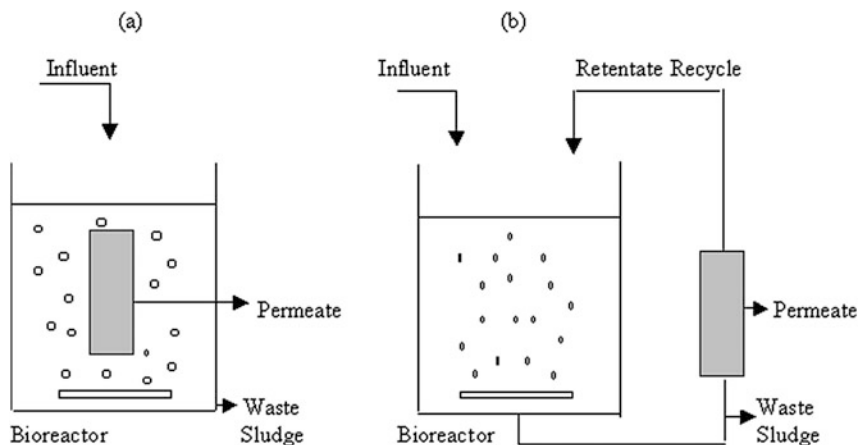 (a)
Influent
Permeate
Waste
Sludge
Bioreactor
(b)
Influent
Retentate Recycle
Permeate
Waste
Sludge
Bioreactor